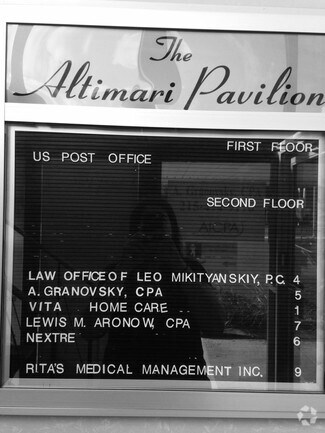 The
Altimari Pavilion
FIRST FLOOR
US POST OFFICE
SECOND FLOOR
LAW OFFICE OF LEO MIKITYANSKIY, P.C. 4
A. GRANOVSKY, CPA 5
VITA HOME CARE 1
LEWIS M. ARONOW, CPA 7
NEXTRE 6
RITA'S MEDICAL MANAGEMENT INC. 9